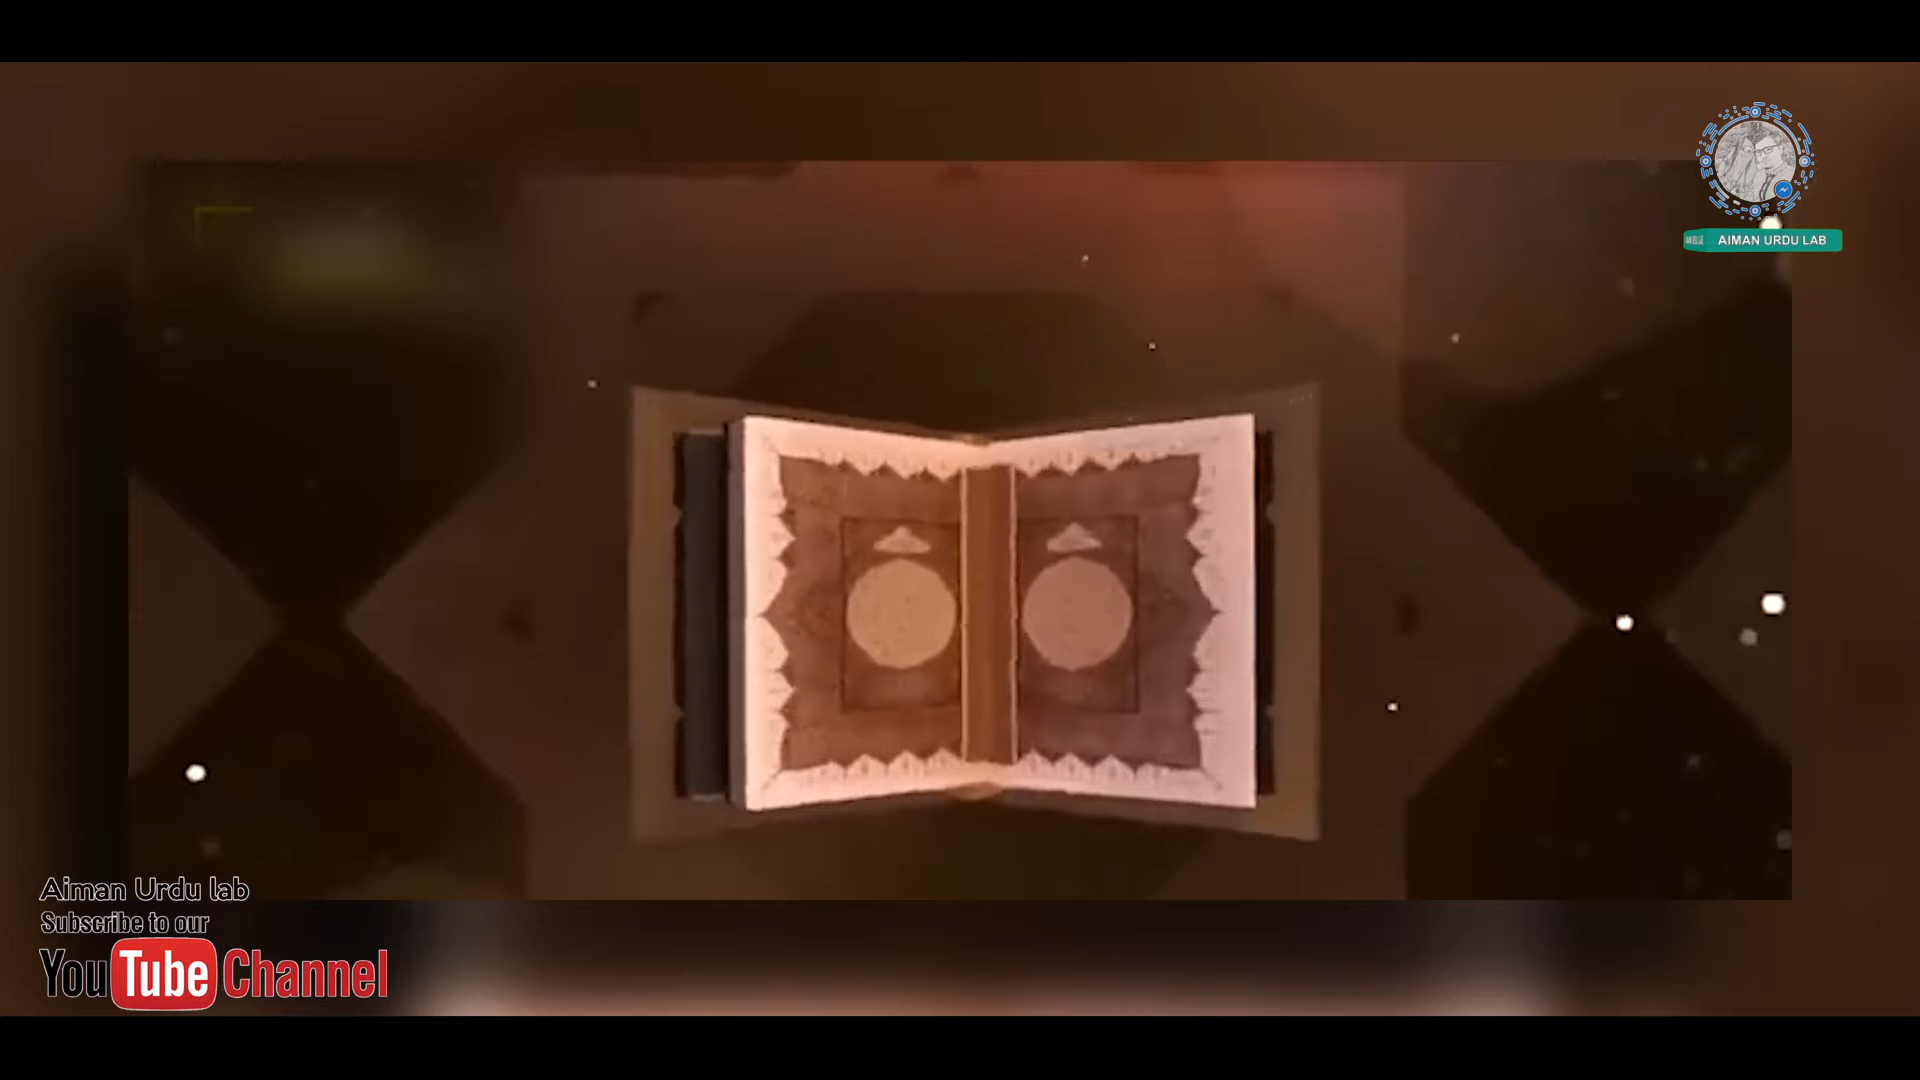 AIMAN URDU LAB
Aiman Urdu lab
Subscribe to our
YouTube Channel